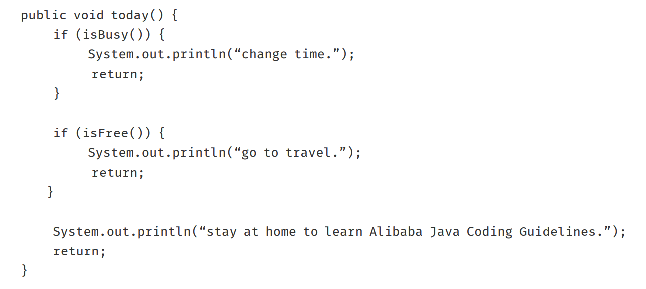 public void today() {
    if (isBusy()) {
        System.out.println(“change time.”);
        return;
    }

    if (isFree()) {
        System.out.println(“go to travel.”);
        return;
    }

    System.out.println(“stay at home to learn Alibaba Java Coding Guidelines.”);
    return;
}